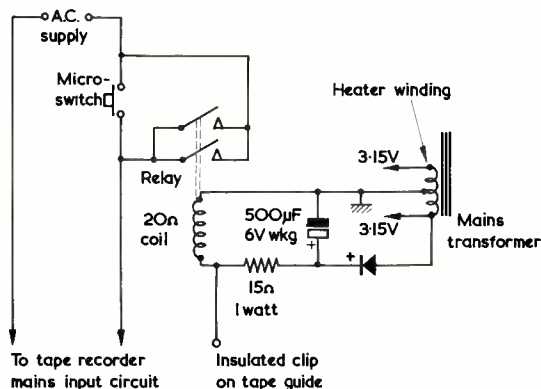 A.C.
supply
Micro-
switch
Relay
Heater winding
3·15V
3·15V
Mains
transformer
20Ω
coil
500µF
6V wkg
+
+
15Ω
1 watt
To tape recorder
mains input circuit
Insulated clip
on tape guide